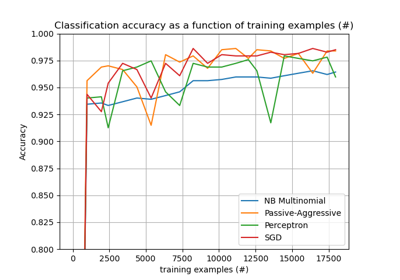 Classification accuracy as a function of training examples (#)
1.000
0.975
0.950
0.925
0.900
0.875
0.850
0.825
0.800
Accuracy
NB Multinomial
Passive-Aggressive
Perceptron
SGD
0 2500 5000 7500 10000 12500 15000 17500
training examples (#)